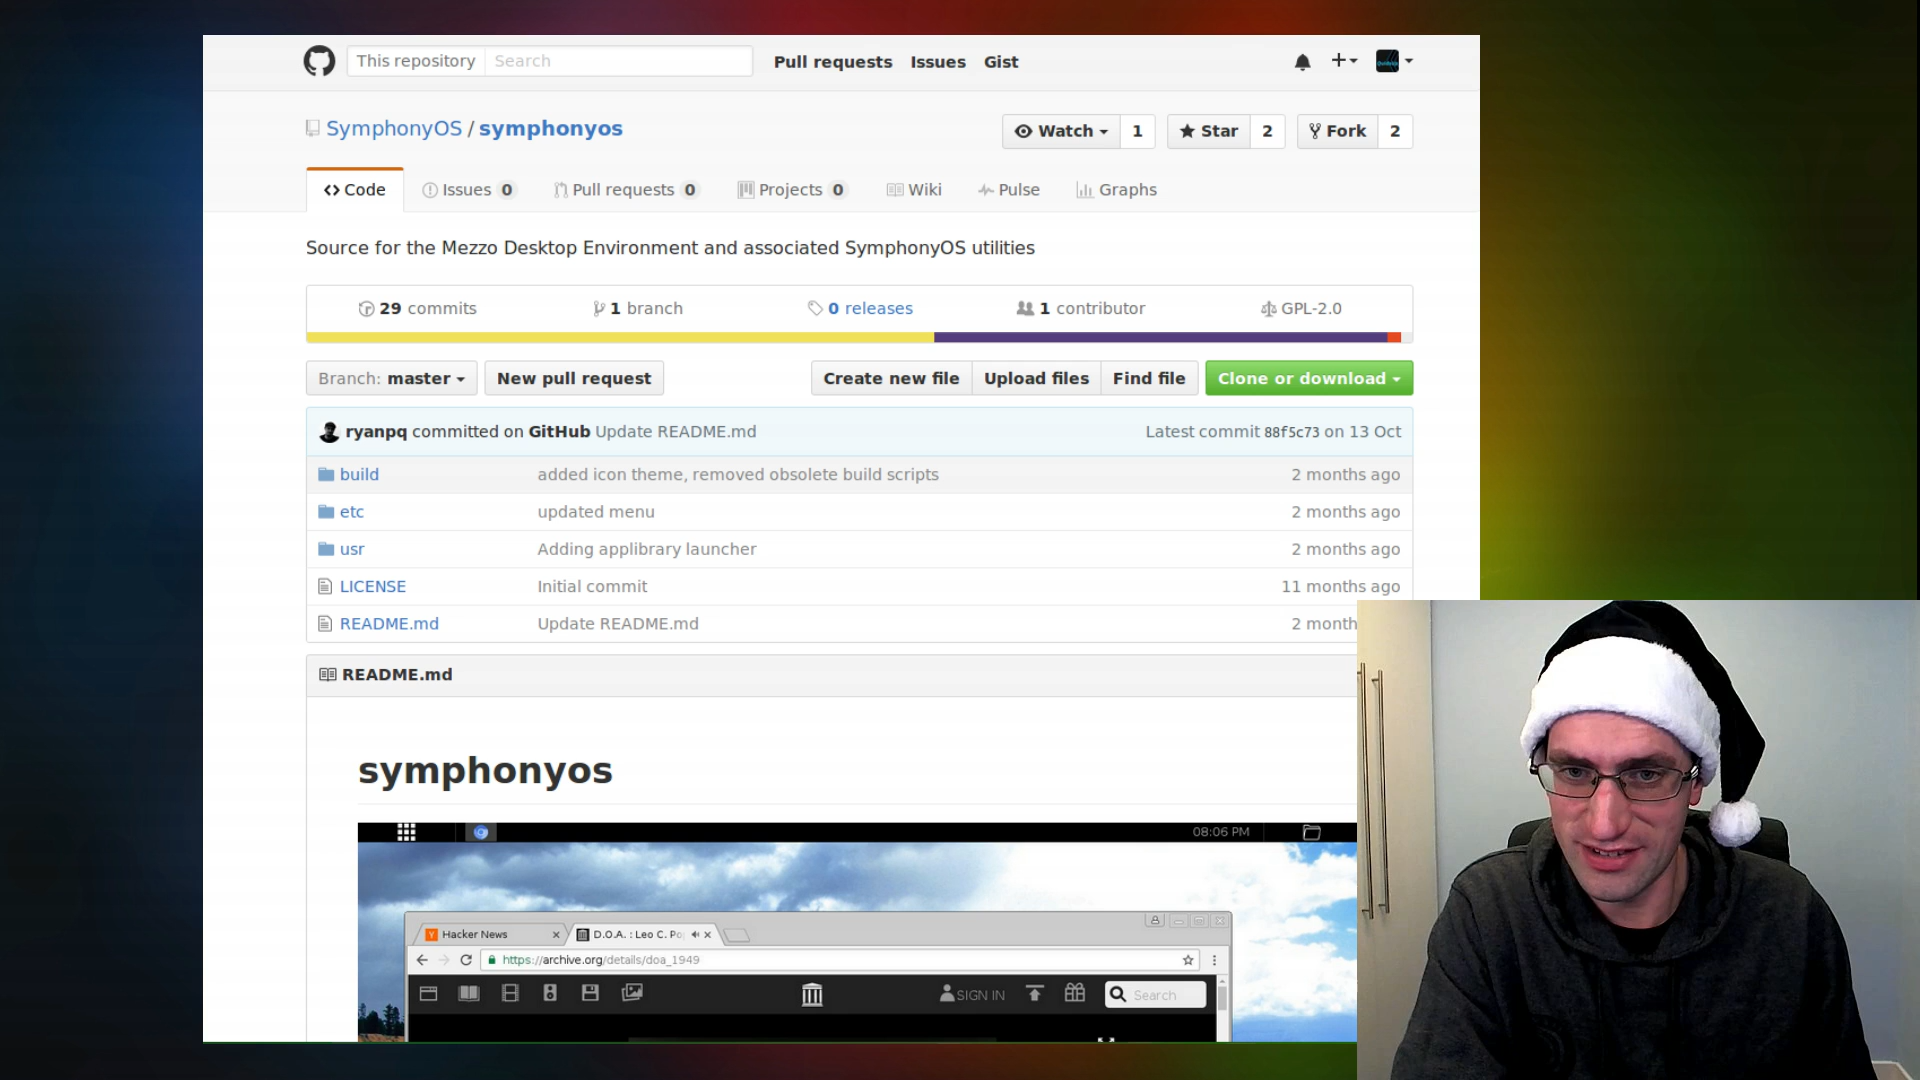 This repository Search Pull requests Issues Gist
SymphonyOS / symphonyos Watch 1 Star 2 Fork 2
Code Issues 0 Pull requests 0 Projects 0 Wiki Pulse Graphs
Source for the Mezzo Desktop Environment and associated SymphonyOS utilities
29 commits 1 branch 0 releases 1 contributor GPL-2.0
Branch: master New pull request Create new file Upload files Find file Clone or download
ryanpq committed on GitHub Update README.md Latest commit 88f5c73 on 13 Oct
build added icon theme, removed obsolete build scripts 2 months ago
etc updated menu 2 months ago
usr Adding applibrary launcher 2 months ago
LICENSE Initial commit 11 months ago
README.md Update README.md 2 month
README.md
symphonyos
08:06 PM
Hacker News D.O.A. : Leo C. Po
https://archive.org/details/doa_1949
SIGN IN Search